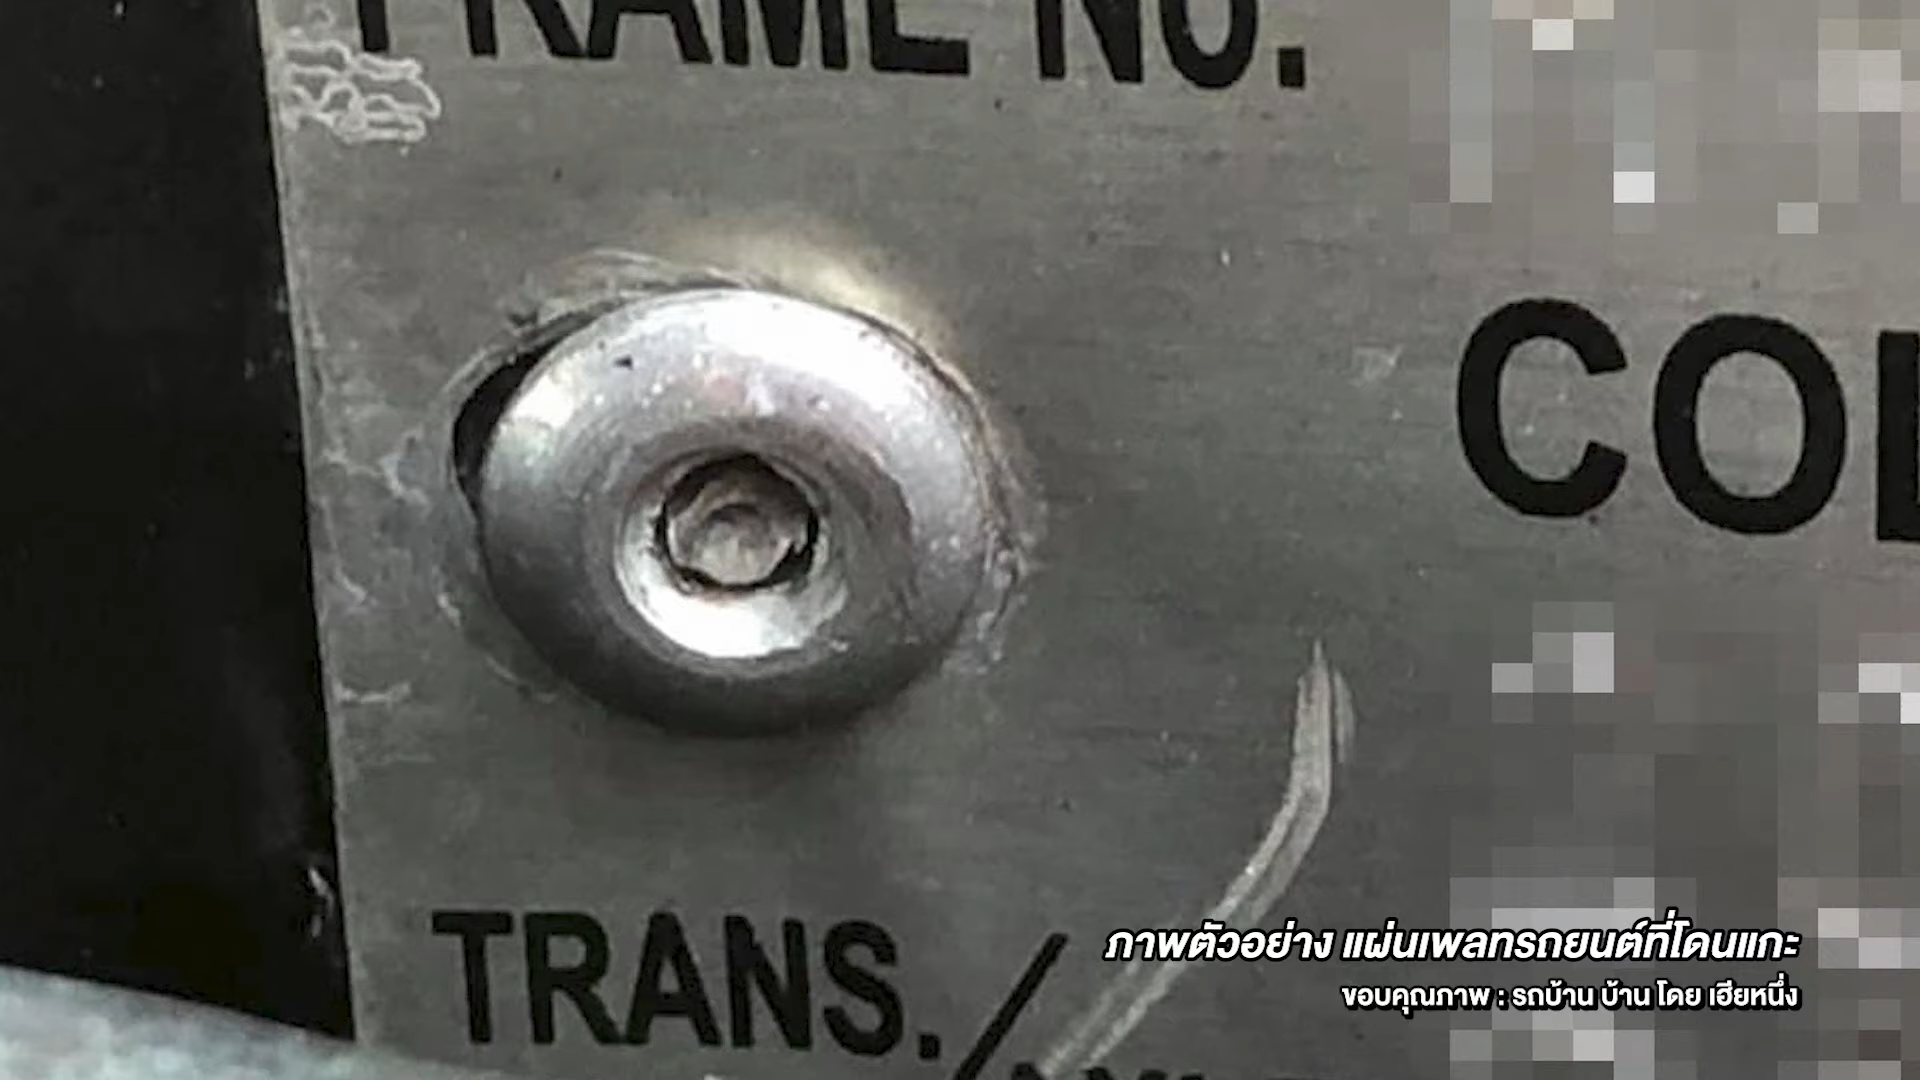 FRAME NO.
COL
TRANS./
ภาพตัวอย่าง แผ่นเพลทรถยนต์ที่โดนแกะ
ขอบคุณภาพ : รถบ้าน บ้าน โดย เฮียหนึ่ง